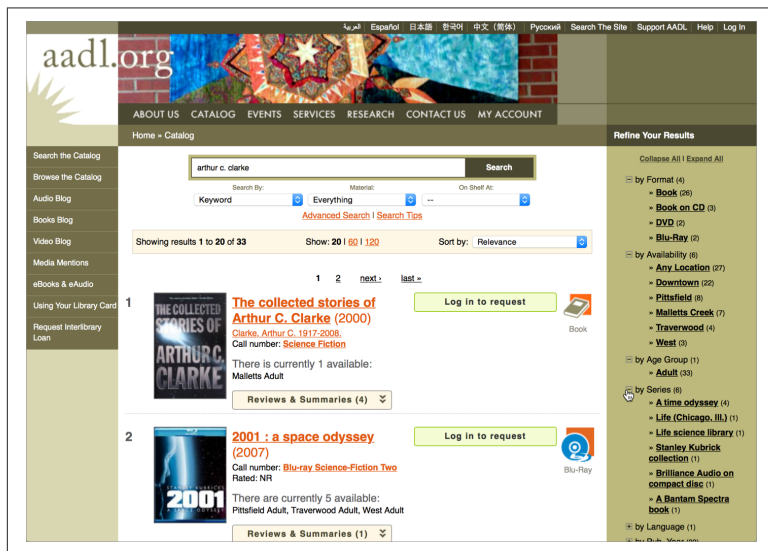 العربية | Español | 日本語 | 한국어 | 中文 (简体) | Русский | Search The Site | Support AADL | Help | Log In
aadl.org
ABOUT US CATALOG EVENTS SERVICES RESEARCH CONTACT US MY ACCOUNT
Home » Catalog
Search the Catalog
Browse the Catalog
Audio Blog
Books Blog
Video Blog
Media Mentions
eBooks & eAudio
Using Your Library Card
Request Interlibrary
Loan
arthur c. clarke Search
Search By: Material: On Shelf At:
Keyword Everything --
Advanced Search | Search Tips
Showing results 1 to 20 of 33 Show: 20 | 60 | 120 Sort by: Relevance
1 2 next › last »
1
THE COLLECTED
STORIES OF
ARTHUR C.
CLARKE
The collected stories of
Arthur C. Clarke (2000)
Clarke, Arthur C. 1917-2008.
Call number: Science Fiction
There is currently 1 available:
Malletts Adult
Reviews & Summaries (4)
Log in to request
Book
2
STANLEY KUBRICK'S
2001
A SPACE ODYSSEY
2001 : a space odyssey
(2007)
Call number: Blu-ray Science-Fiction Two
Rated: NR
There are currently 5 available:
Pittsfield Adult, Traverwood Adult, West Adult
Reviews & Summaries (1)
Log in to request
Blu-Ray
Refine Your Results
Collapse All | Expand All
by Format (4)
» Book (26)
» Book on CD (3)
» DVD (2)
» Blu-Ray (2)
by Availability (6)
» Any Location (27)
» Downtown (22)
» Pittsfield (8)
» Malletts Creek (7)
» Traverwood (4)
» West (3)
by Age Group (1)
» Adult (33)
by Series (6)
» A time odyssey (4)
» Life (Chicago, Ill.) (1)
» Life science library (1)
» Stanley Kubrick
collection (1)
» Brilliance Audio on
compact disc (1)
» A Bantam Spectra
book (1)
by Language (1)